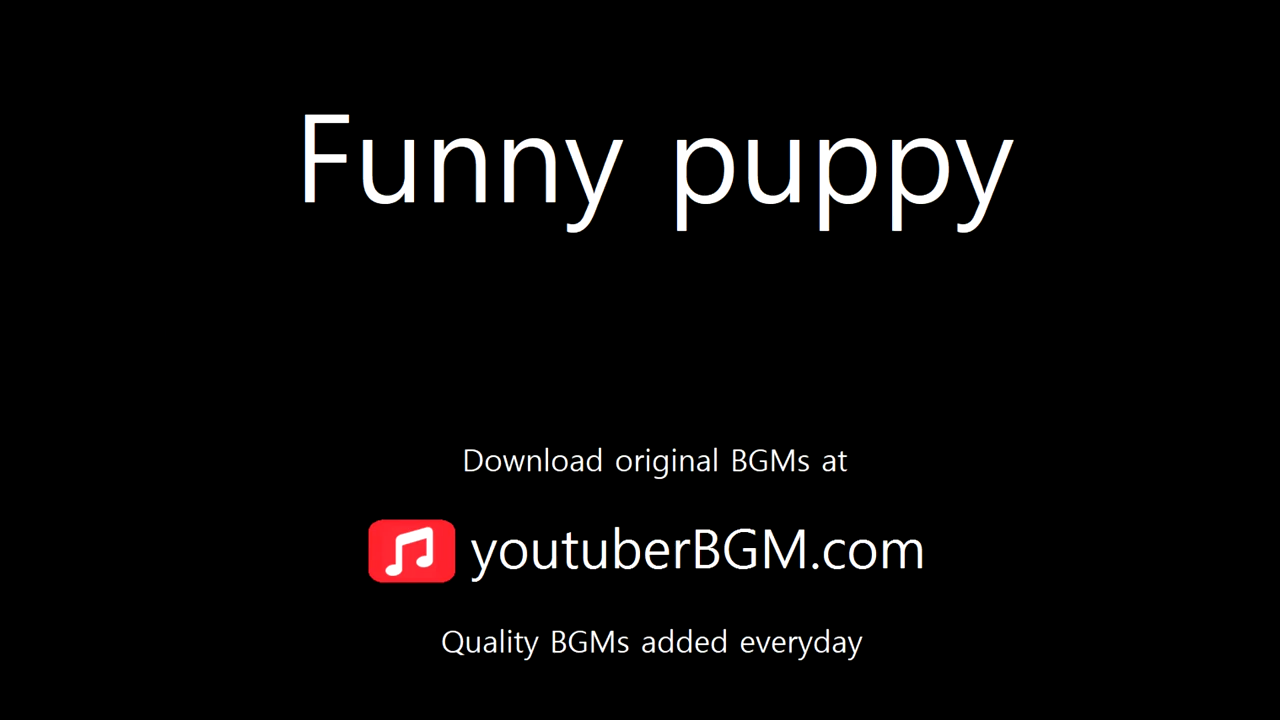 Funny puppy
Download original BGMs at
youtuberBGM.com
Quality BGMs added everyday